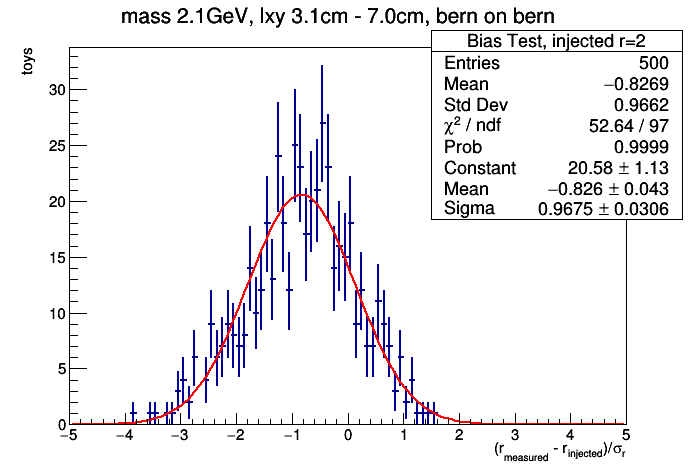 mass 2.1GeV, lxy 3.1cm - 7.0cm, bern on bern
Bias Test, injected r=2
Entries 500
Mean −0.8269
Std Dev 0.9662
χ² / ndf 52.64 / 97
Prob 0.9999
Constant 20.58 ± 1.13
Mean −0.826 ± 0.043
Sigma 0.9675 ± 0.0306
toys
30
25
20
15
10
5
0
−5 −4 −3 −2 −1 0 1 2 3 4 5
(r_measured - r_injected)/σ_r